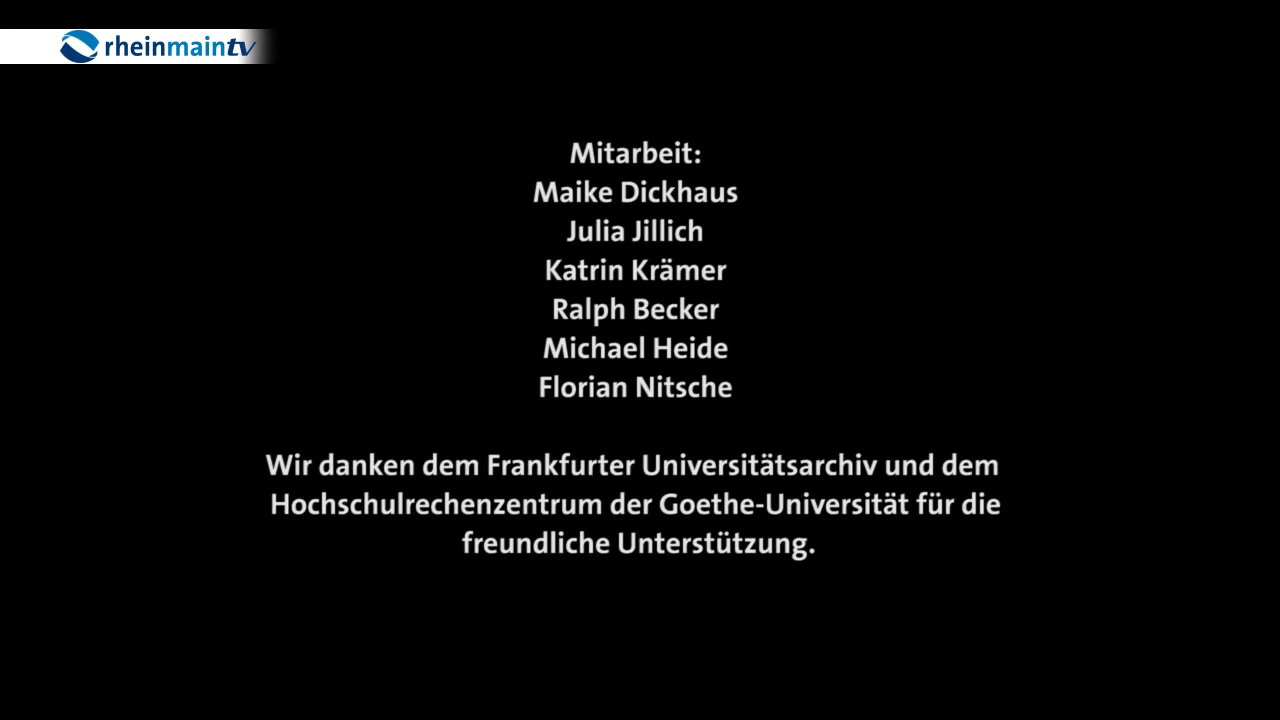 rheinmaintv
Mitarbeit:
Maike Dickhaus
Julia Jillich
Katrin Krämer
Ralph Becker
Michael Heide
Florian Nitsche
Wir danken dem Frankfurter Universitätsarchiv und dem
Hochschulrechenzentrum der Goethe-Universität für die
freundliche Unterstützung.